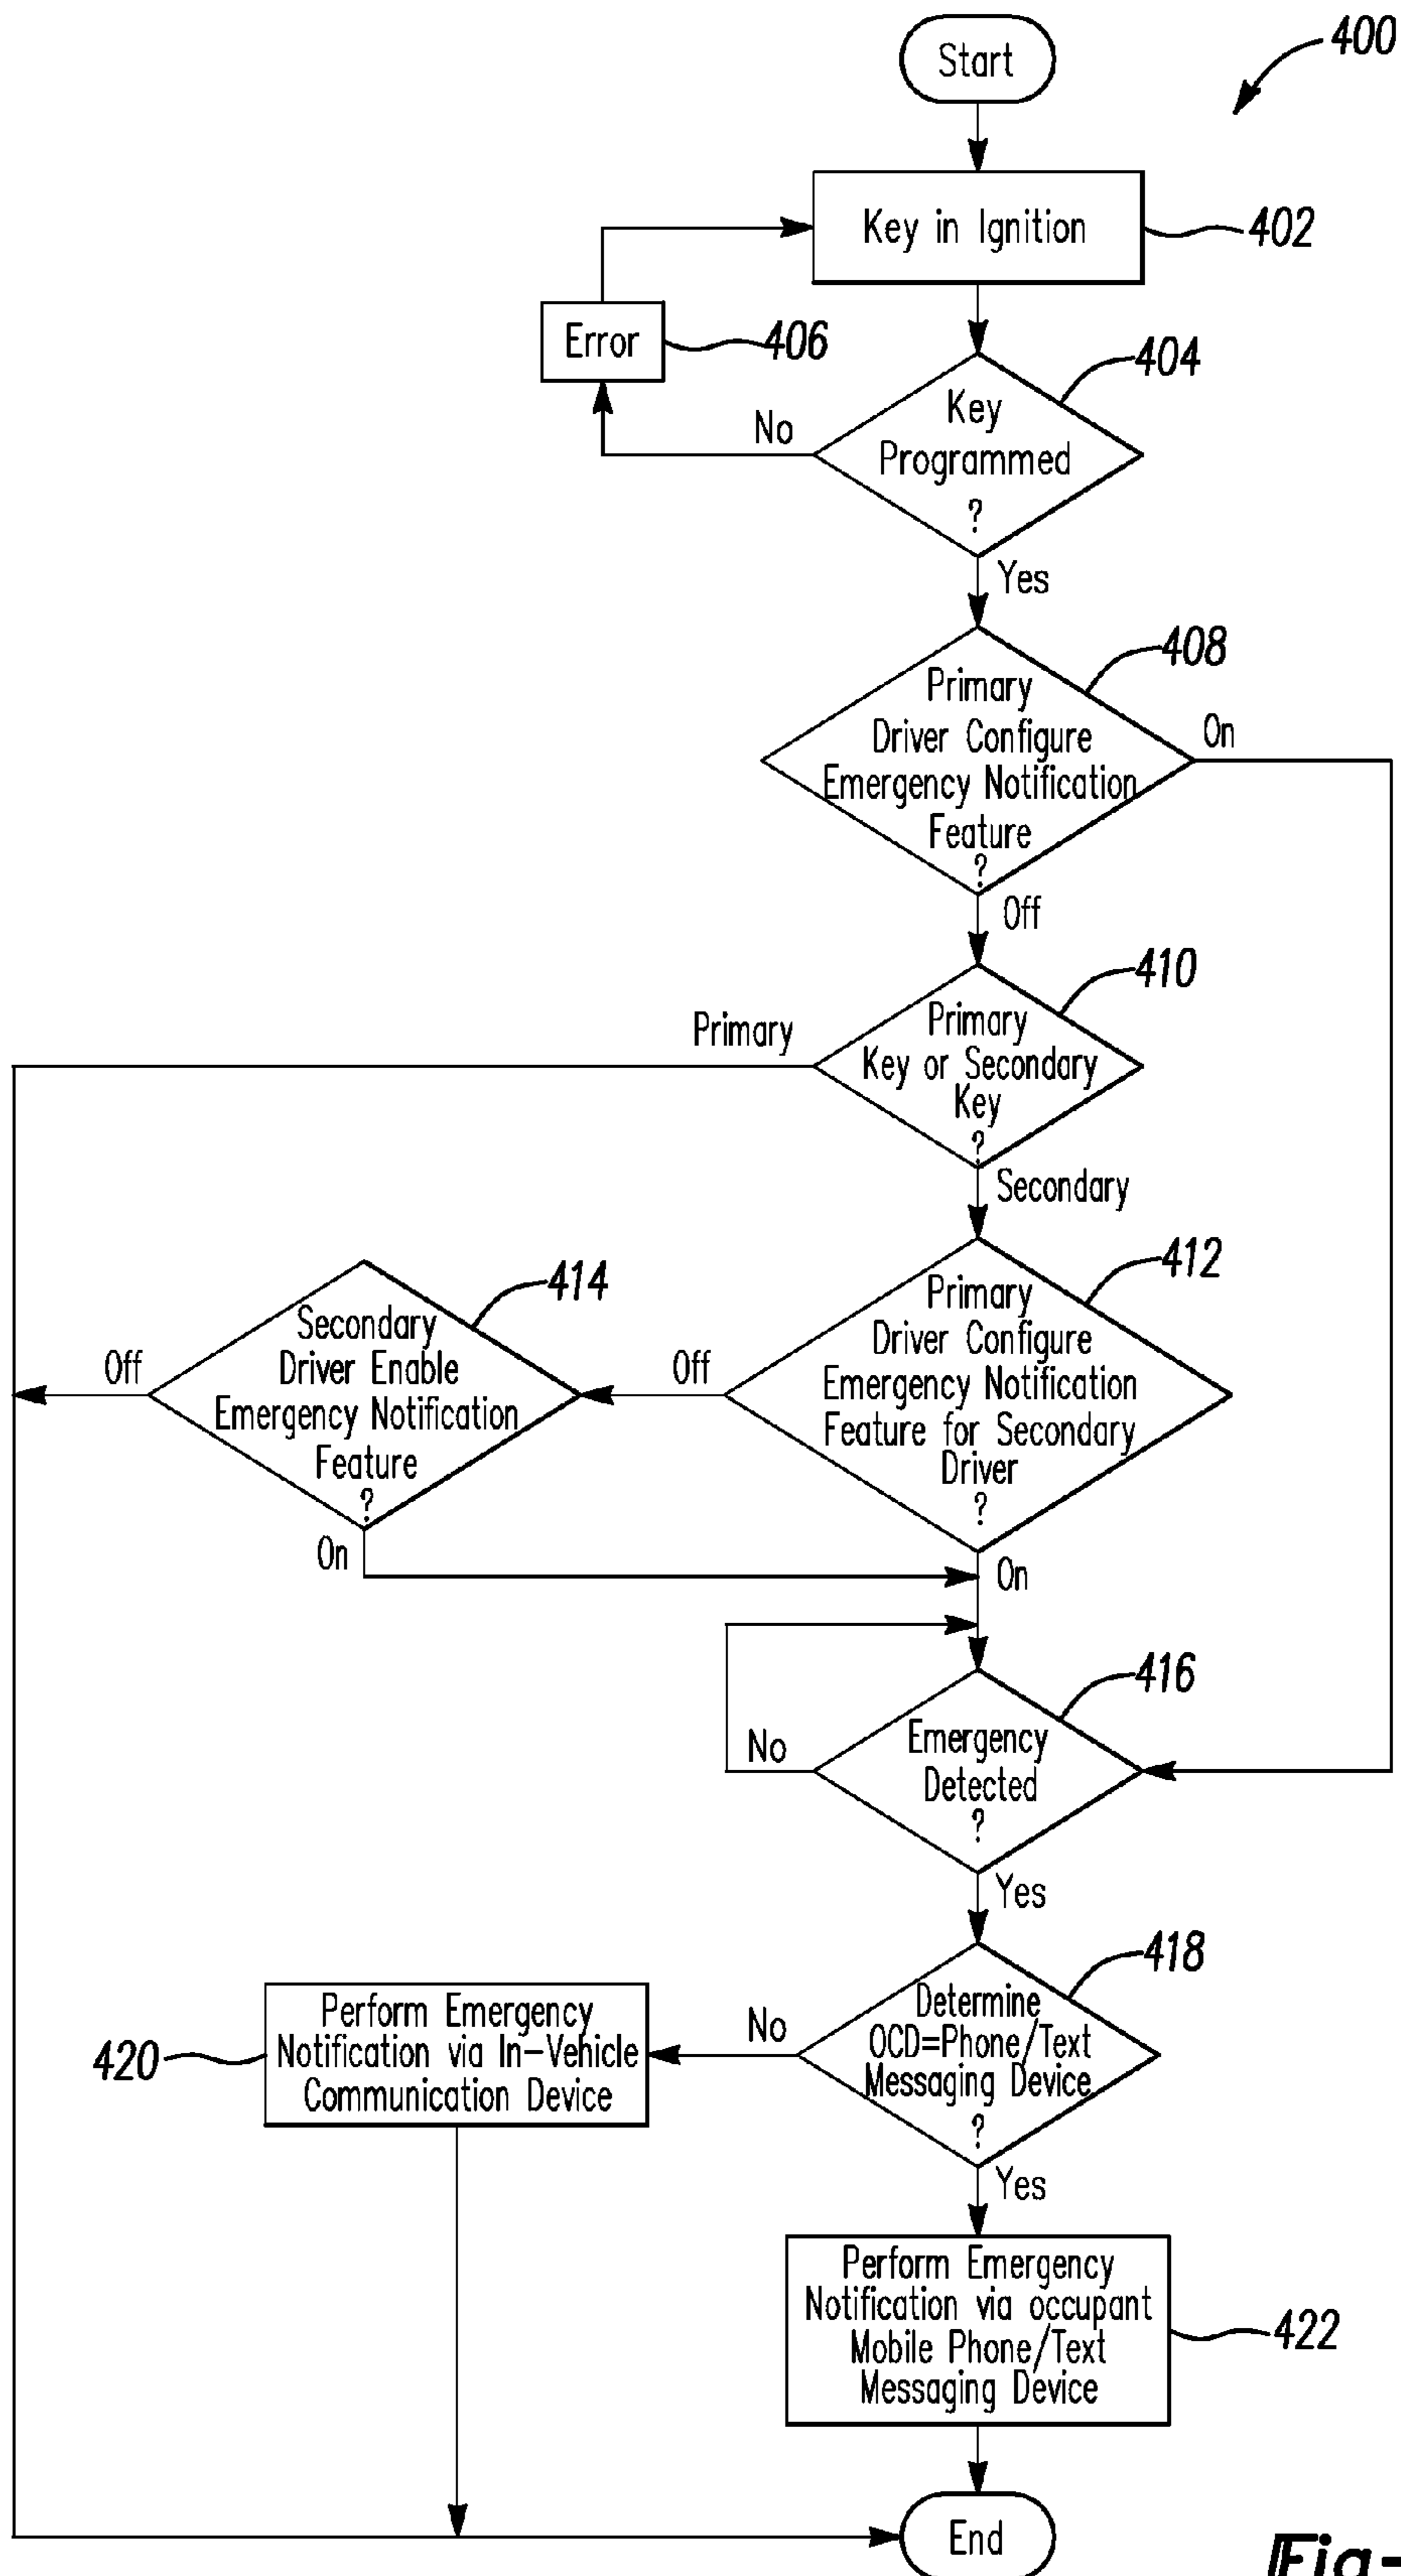 Start
400
Key in Ignition
402
Error
406
404
Key
Programmed
?
No
Yes
408
Primary
Driver Configure
Emergency Notification
Feature
?
On
Off
410
Primary
Primary
Key or Secondary
Key
?
Secondary
412
Primary
Driver Configure
Emergency Notification
Feature for Secondary
Driver
?
Off
On
414
Secondary
Driver Enable
Emergency Notification
Feature
?
Off
On
416
Emergency
Detected
?
No
Yes
418
Determine
OCD=Phone/Text
Messaging Device
?
No
Yes
420
Perform Emergency
Notification via In-Vehicle
Communication Device
Perform Emergency
Notification via occupant
Mobile Phone/Text
Messaging Device
422
End
Fig-